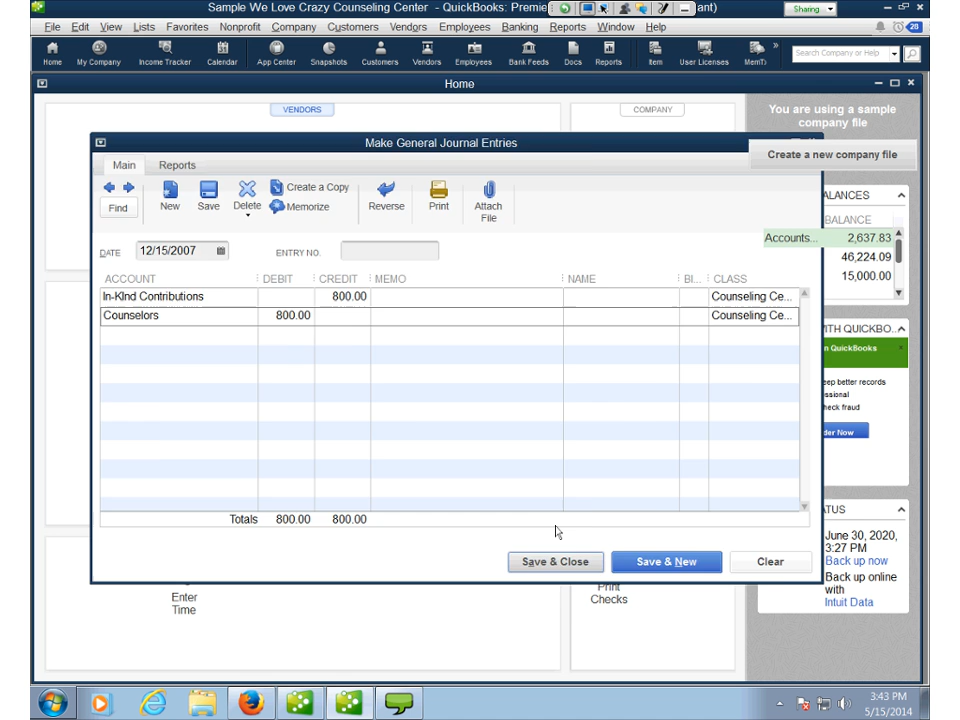 Sample We Love Crazy Counseling Center - QuickBooks: Premie
ant)
Sharing
File Edit View Lists Favorites Nonprofit Company Customers Vendors Employees Banking Reports Window Help
28
Home My Company Income Tracker Calendar App Center Snapshots Customers Vendors Employees Bank Feeds Docs Reports Item User Licenses MemTx
»
Search Company or Help
Home
VENDORS
COMPANY
You are using a sample
company file
Make General Journal Entries
Create a new company file
Main Reports
Find
New
Save
Delete
Create a Copy
Memorize
Reverse
Print
Attach
File
ALANCES
BALANCE
Accounts... 2,637.83
46,224.09
15,000.00
DATE 12/15/2007
ENTRY NO.
ACCOUNT DEBIT CREDIT MEMO NAME BI... CLASS
In-KInd Contributions 800.00 Counseling Ce...
Counselors 800.00 Counseling Ce...
Totals 800.00 800.00
Save & Close
Save & New
Clear
ITH QUICKBO..
n QuickBooks
eep better records
ssional
heck fraud
der Now
ATUS
June 30, 2020,
3:27 PM
Back up now
Back up online
with
Intuit Data
Enter
Time
Print
Checks
3:43 PM
5/15/2014